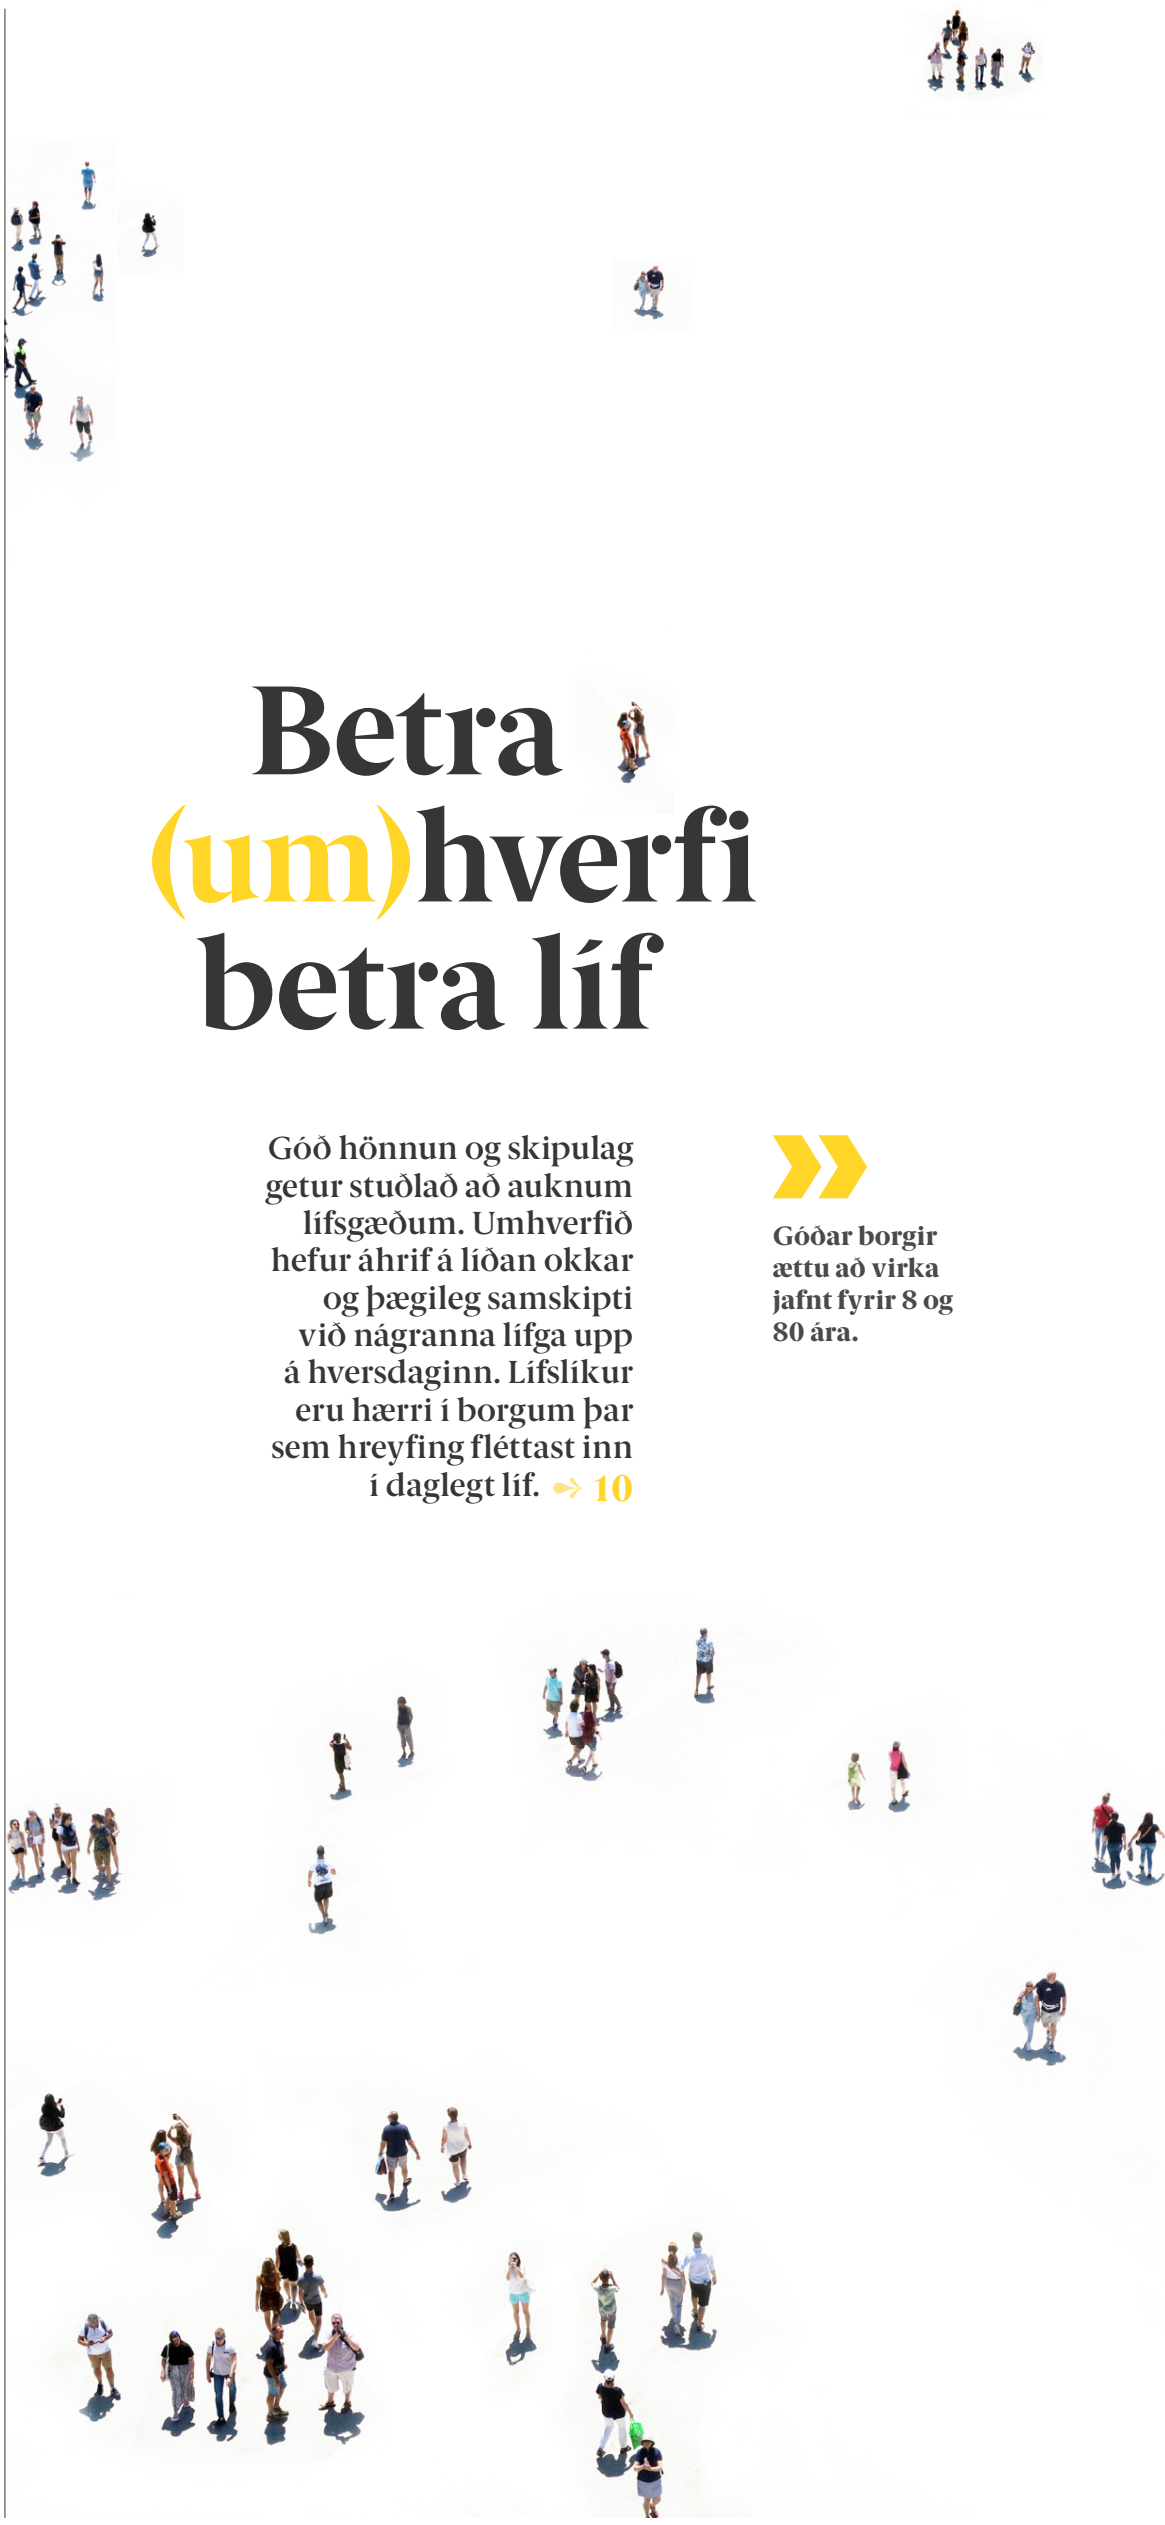 Betra
(um)hverfi
betra líf
Góð hönnun og skipulag
getur stuðlað að auknum
lífsgæðum. Umhverfið
hefur áhrif á líðan okkar
og þægileg samskipti
við nágranna lífga upp
á hversdaginn. Lífslíkur
eru hærri í borgum þar
sem hreyfing fléttast inn
í daglegt líf. 10
Góðar borgir
ættu að virka
jafnt fyrir 8 og
80 ára.